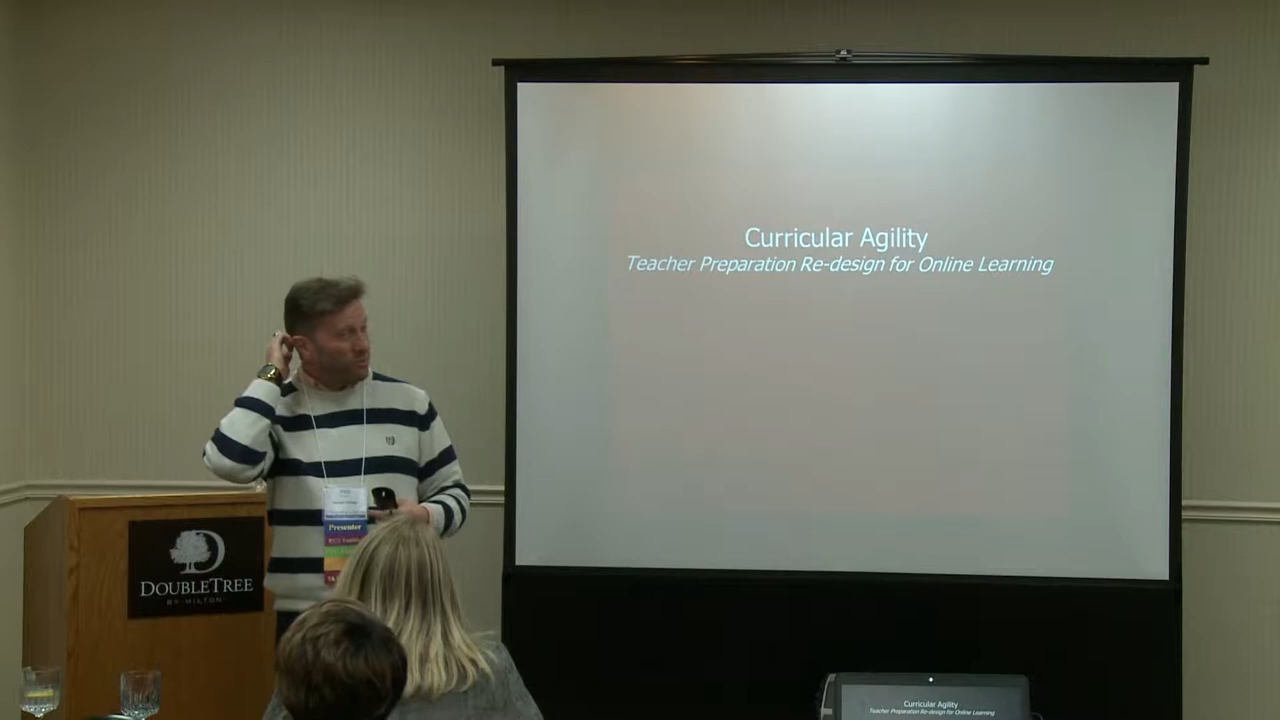 Curricular Agility
Teacher Preparation Re-design for Online Learning
Presenter
DOUBLETREE
BY HILTON
Curricular Agility
Teacher Preparation Re-design for Online Learning